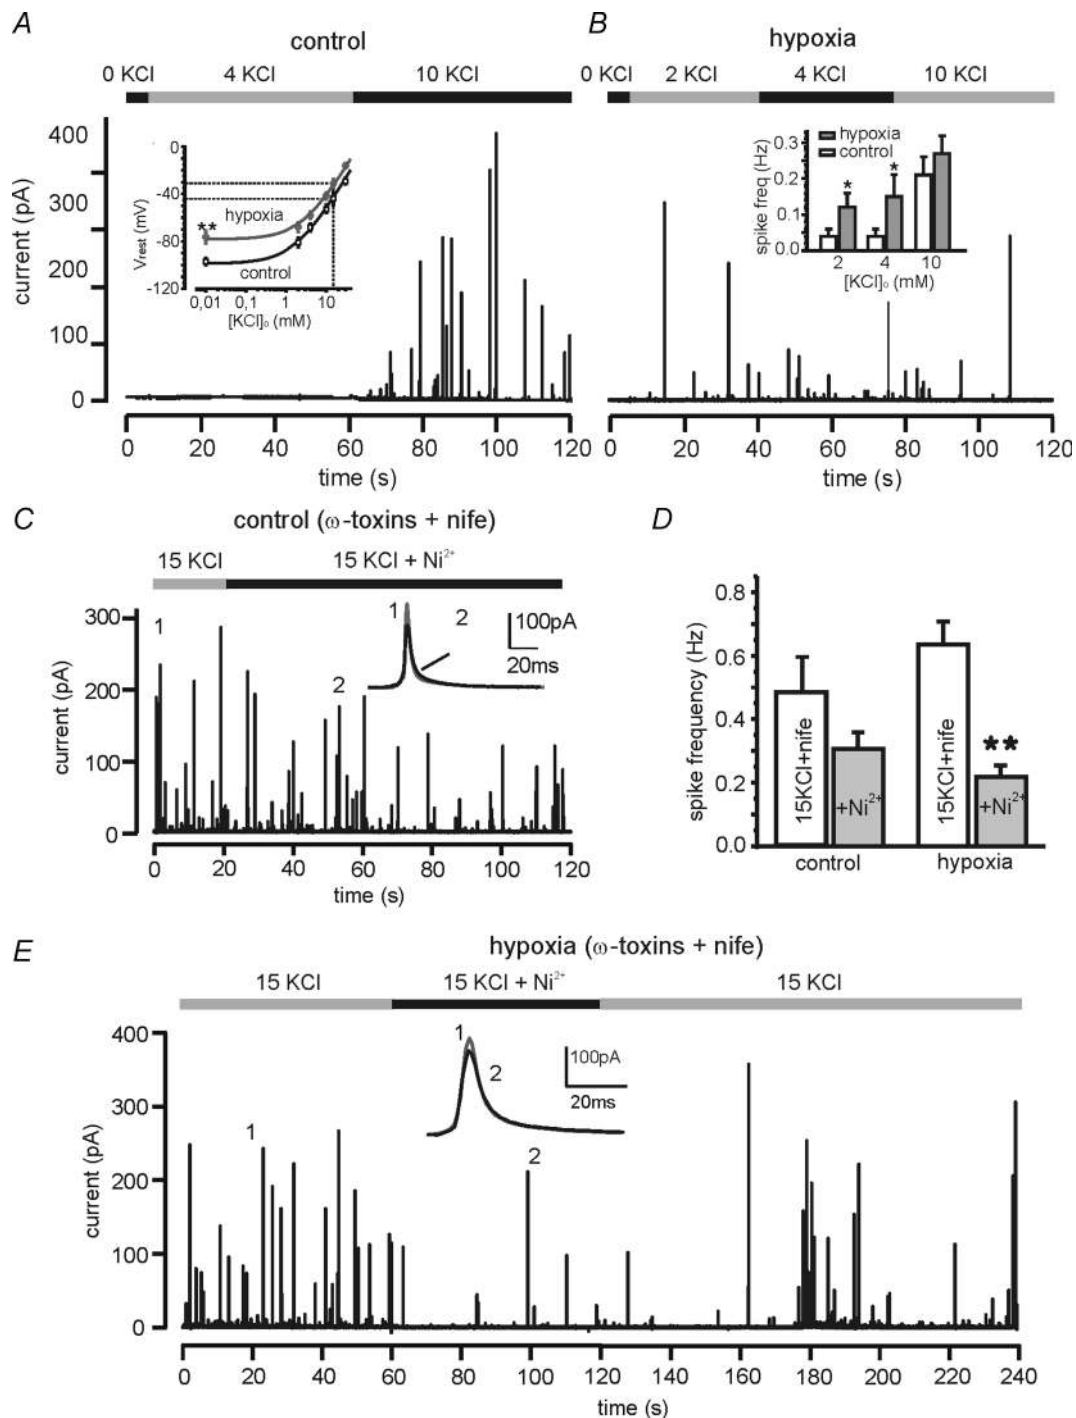 A
control
0 KCl 4 KCl 10 KCl
400
300
200
100
0
current (pA)
0 20 40 60 80 100 120
time (s)
0
-40
-80
-120
Vrest (mV)
hypoxia
**
control
0,01 0,1 1 10
[KCl]o (mM)
B
hypoxia
0 KCl 2 KCl 4 KCl 10 KCl
0.3
0.2
0.1
0.0
spike freq (Hz)
hypoxia
control
* *
2 4 10
[KCl]o (mM)
0 20 40 60 80 100 120
time (s)
C
control (ω-toxins + nife)
15 KCl 15 KCl + Ni2+
300
200
100
0
current (pA)
1
2
1 2
100pA
20ms
0 20 40 60 80 100 120
time (s)
D
0.8
0.6
0.4
0.2
0.0
spike frequency (Hz)
15KCl+nife
+Ni2+
15KCl+nife
**
+Ni2+
control hypoxia
E
hypoxia (ω-toxins + nife)
15 KCl 15 KCl + Ni2+ 15 KCl
400
300
200
100
0
current (pA)
1
1
2
2
100pA
20ms
0 20 40 60 80 100 120 140 160 180 200 220 240
time (s)